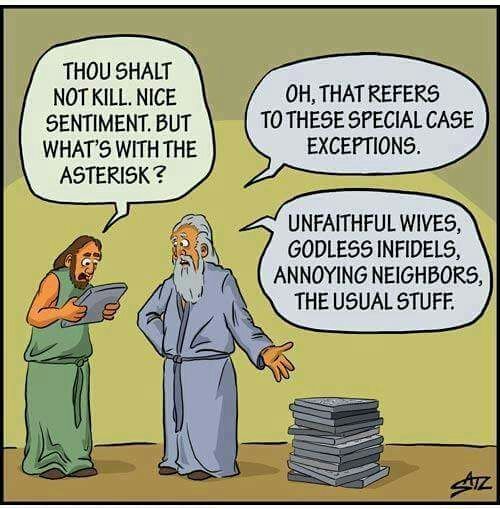 THOU SHALT
NOT KILL. NICE
SENTIMENT. BUT
WHAT'S WITH THE
ASTERISK?
OH, THAT REFERS
TO THESE SPECIAL CASE
EXCEPTIONS.
UNFAITHFUL WIVES,
GODLESS INFIDELS,
ANNOYING NEIGHBORS,
THE USUAL STUFF.
SATZ